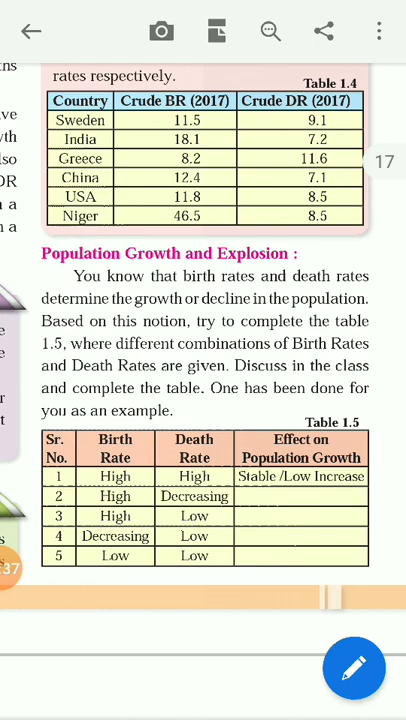 ths
rates respectively.
Table 1.4
Country Crude BR (2017) Crude DR (2017)
Sweden 11.5 9.1
India 18.1 7.2
Greece 8.2 11.6
China 12.4 7.1
USA 11.8 8.5
Niger 46.5 8.5
17
ve
vth
lso
DR
n a
n a
Population Growth and Explosion :
You know that birth rates and death rates
determine the growth or decline in the population.
Based on this notion, try to complete the table
1.5, where different combinations of Birth Rates
and Death Rates are given. Discuss in the class
and complete the table. One has been done for
you as an example.
e
e
r
t
Table 1.5
Sr. No. Birth Rate Death Rate Effect on Population Growth
1 High High Stable /Low Increase
2 High Decreasing
3 High Low
4 Decreasing Low
5 Low Low
s
s
:37